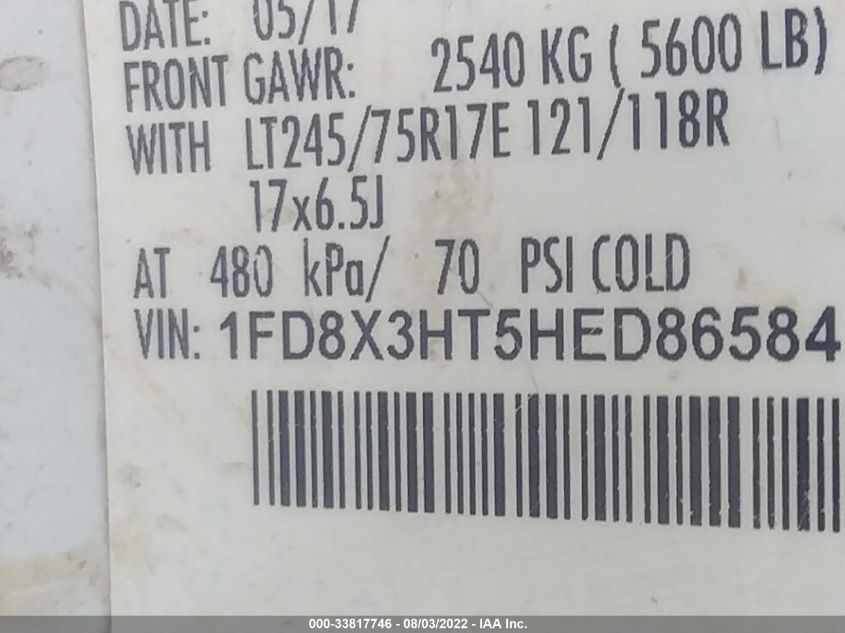 DATE: 05/17
FRONT GAWR: 2540 KG ( 5600 LB)
WITH LT245/75R17E 121/118R
17x6.5J
AT 480 kPa/ 70 PSI COLD
VIN: 1FD8X3HT5HED86584
000-33817746 - 08/03/2022 - IAA Inc.